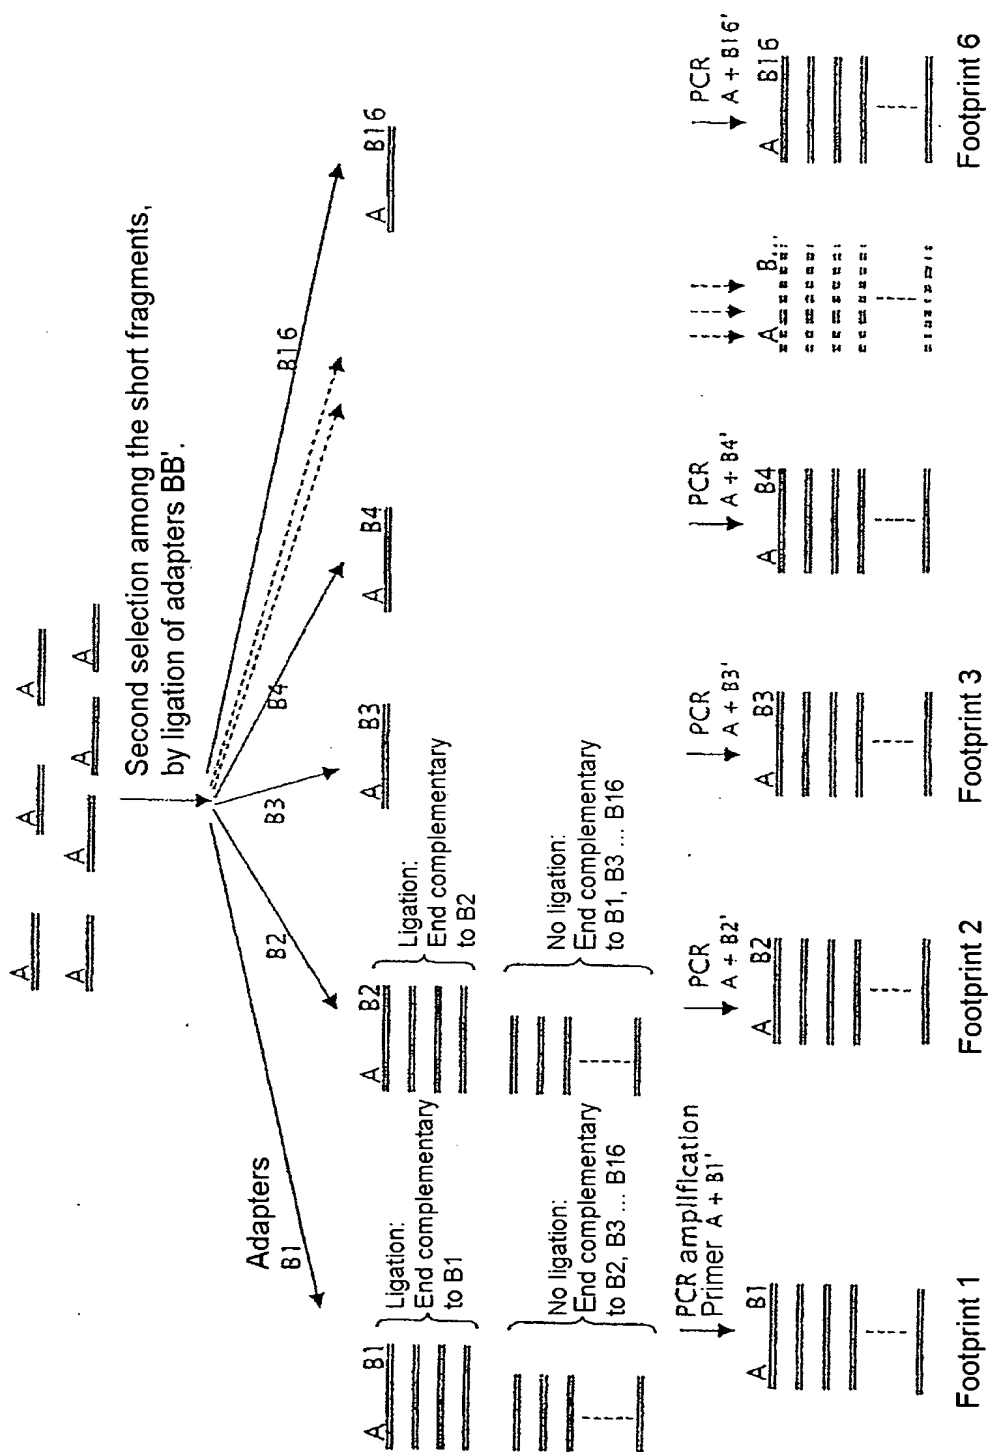 A A A
A A A A
Second selection among the short fragments,
by ligation of adapters BB'.
Adapters
B1
B2
B3
B4
B16
A B1
Ligation:
End complementary
to B1
A B2
Ligation:
End complementary
to B2
A B3
A B4
A B16
No ligation:
End complementary
to B2, B3 ... B16
No ligation:
End complementary
to B1, B3 ... B16
PCR amplification
Primer A + B1'
PCR
A + B2'
PCR
A + B3'
PCR
A + B4'
PCR
A + B16'
A B1
A B2
A B3
A B4
A B...'
A B16
Footprint 1
Footprint 2
Footprint 3
Footprint 6